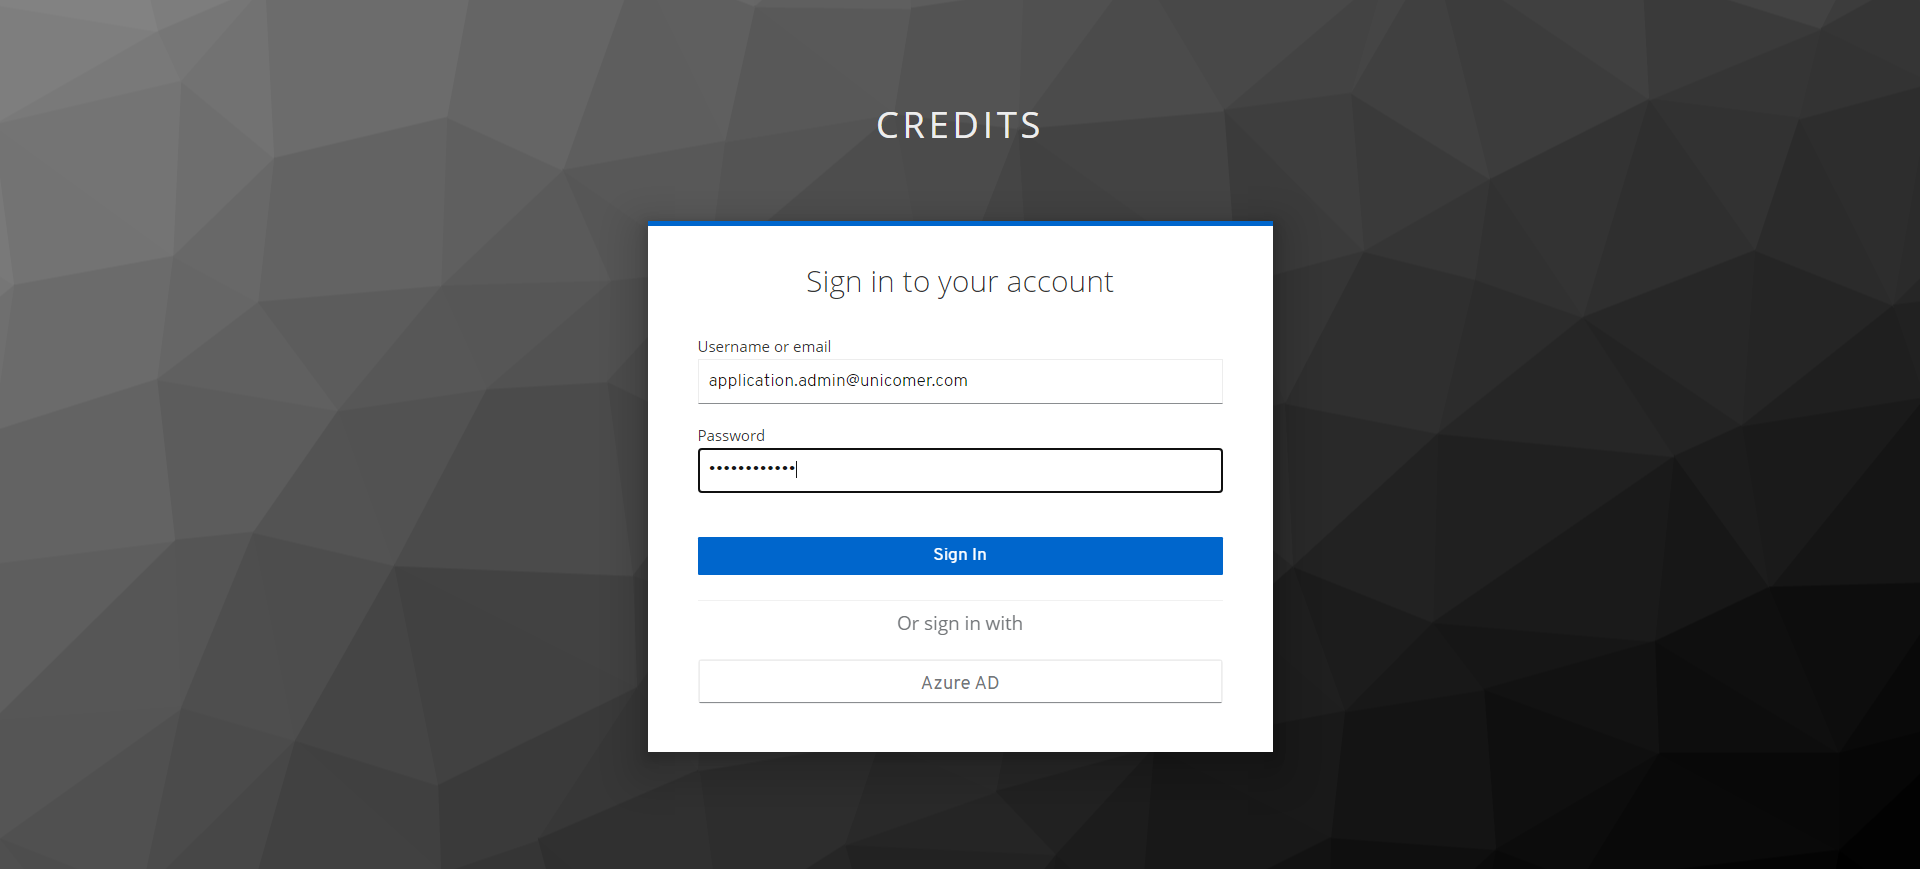 CREDITS
Sign in to your account
Username or email
application.admin@unicomer.com
Password
••••••••••••
Sign In
Or sign in with
Azure AD